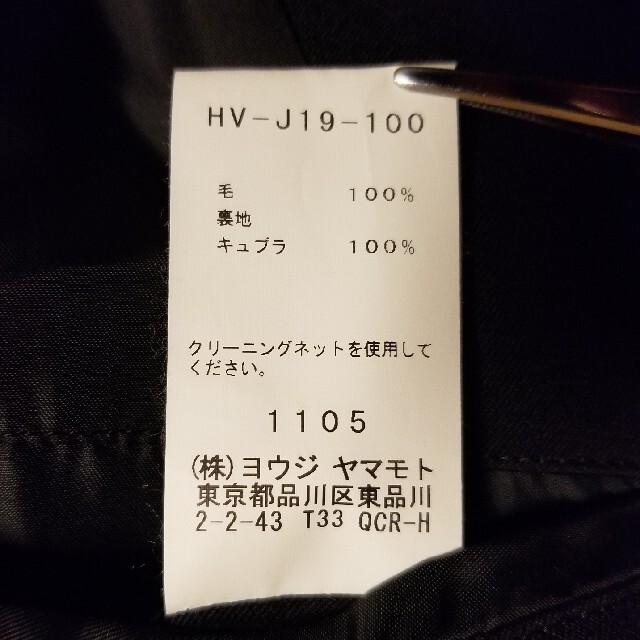 HV-J19-100
毛 100%
裏地
キュプラ 100%
クリーニングネットを使用して
ください。
1105
(株)ヨウジ ヤマモト
東京都品川区東品川
2-2-43 T33 QCR-H